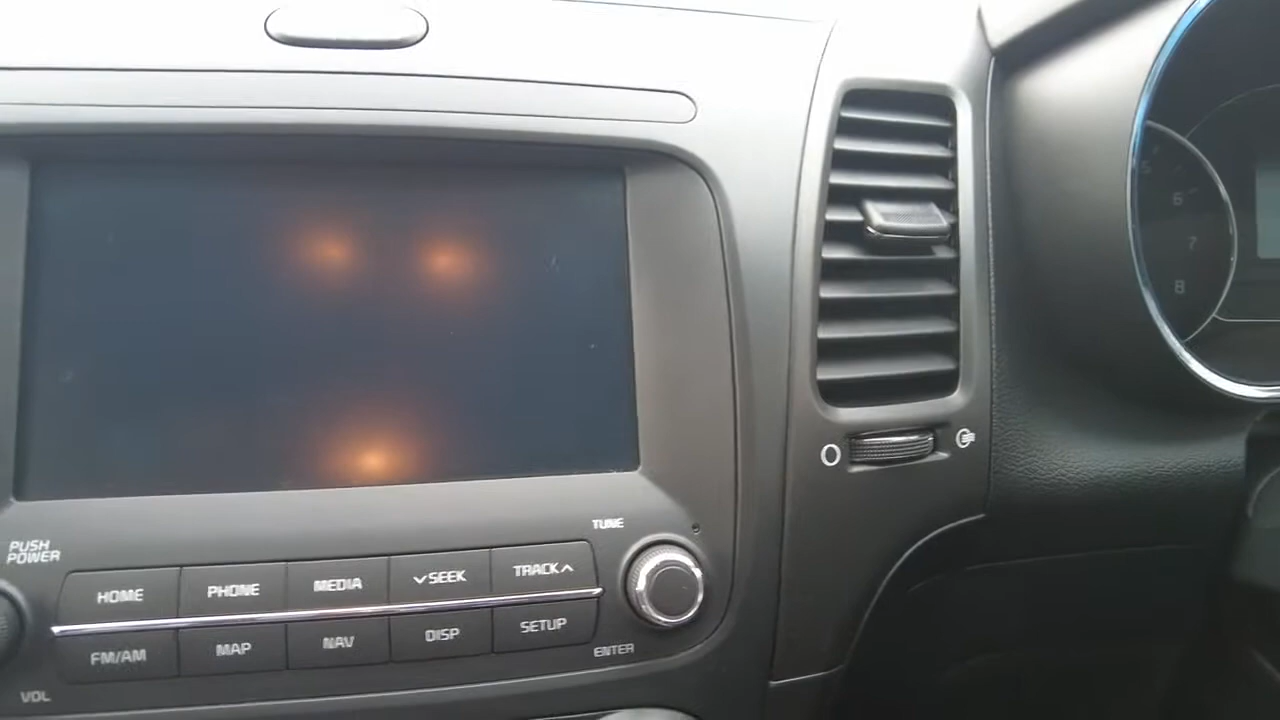 6
7
8
TUNE
PUSH
POWER
HOME
PHONE
MEDIA
SEEK
TRACK
FM/AM
MAP
NAV
DISP
SETUP
ENTER
VOL